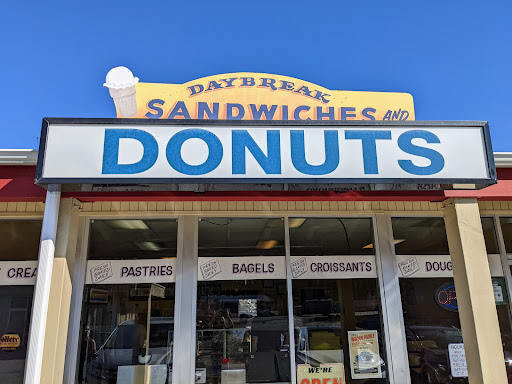 DAYBREAK
SANDWICHES AND
DONUTS
CREA
PASTRIES
BAGELS
CROISSANTS
DOUG
WE'RE
OPEN